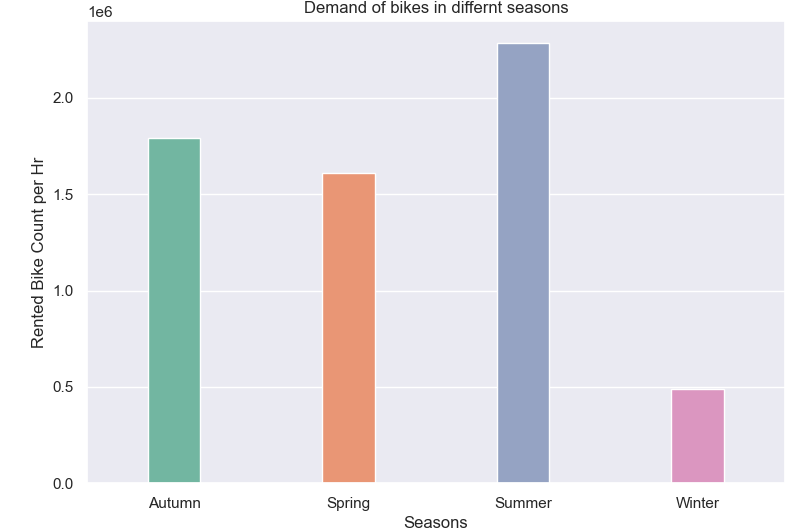 Demand of bikes in differnt seasons
1e6
2.0
1.5
1.0
0.5
0.0
Rented Bike Count per Hr
Autumn Spring Summer Winter
Seasons